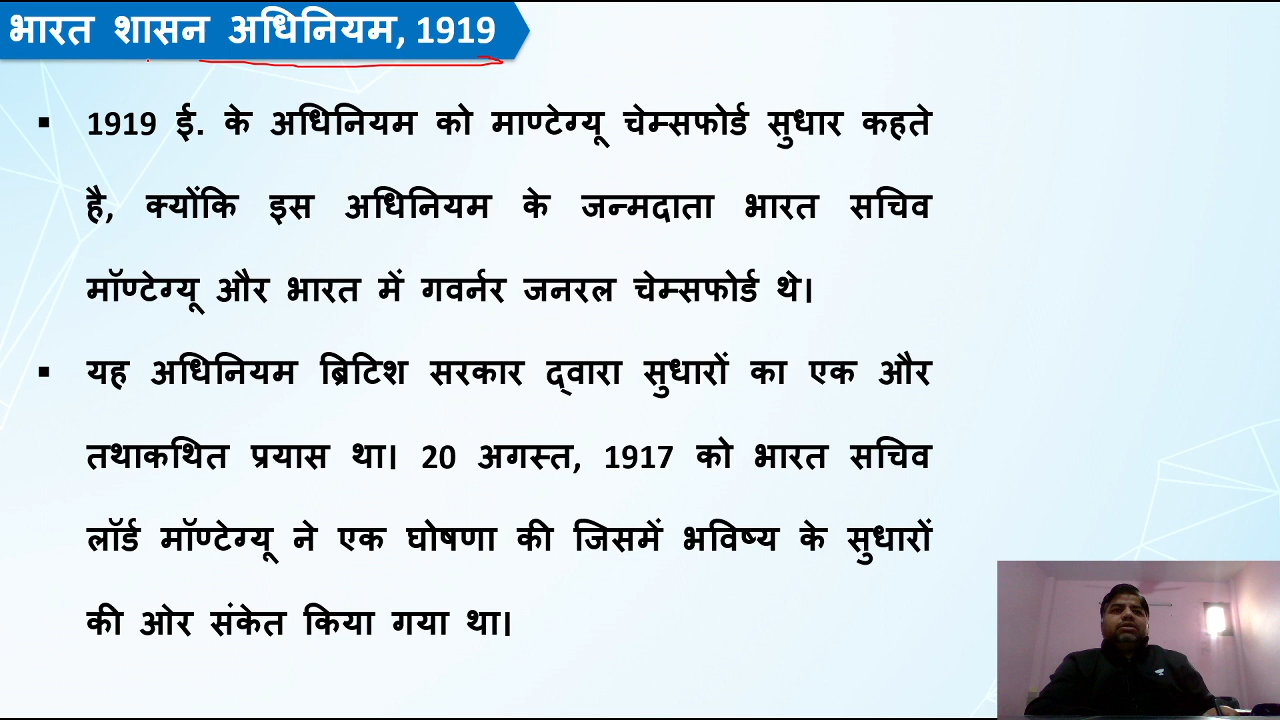 भारत शासन अधिनियम, 1919
▪ 1919 ई. के अधिनियम को माण्टेग्यू चेम्सफोर्ड सुधार कहते
है, क्योंकि इस अधिनियम के जन्मदाता भारत सचिव
मॉण्टेग्यू और भारत में गवर्नर जनरल चेम्सफोर्ड थे।
▪ यह अधिनियम ब्रिटिश सरकार द्वारा सुधारों का एक और
तथाकथित प्रयास था। 20 अगस्त, 1917 को भारत सचिव
लॉर्ड मॉण्टेग्यू ने एक घोषणा की जिसमें भविष्य के सुधारों
की ओर संकेत किया गया था।